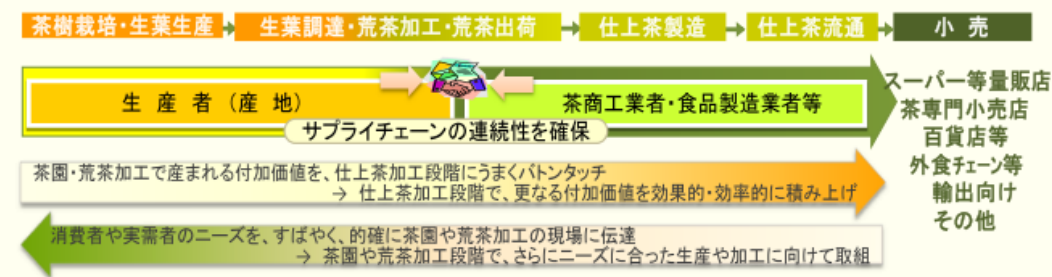 茶樹栽培・生葉生産
生葉調達・荒茶加工・荒茶出荷
仕上茶製造
仕上茶流通
小 売
生 産 者 （産 地）
茶商工業者・食品製造業者等
サプライチェーンの連続性を確保
スーパー等量販店
茶専門小売店
百貨店等
外食チェーン等
輸出向け
その他
茶園・荒茶加工で産まれる付加価値を、仕上茶加工段階にうまくバトンタッチ
→ 仕上茶加工段階で、更なる付加価値を効果的・効率的に積み上げ
消費者や実需者のニーズを、すばやく、的確に茶園や荒茶加工の現場に伝達
→ 茶園や荒茶加工段階で、さらにニーズに合った生産や加工に向けて取組